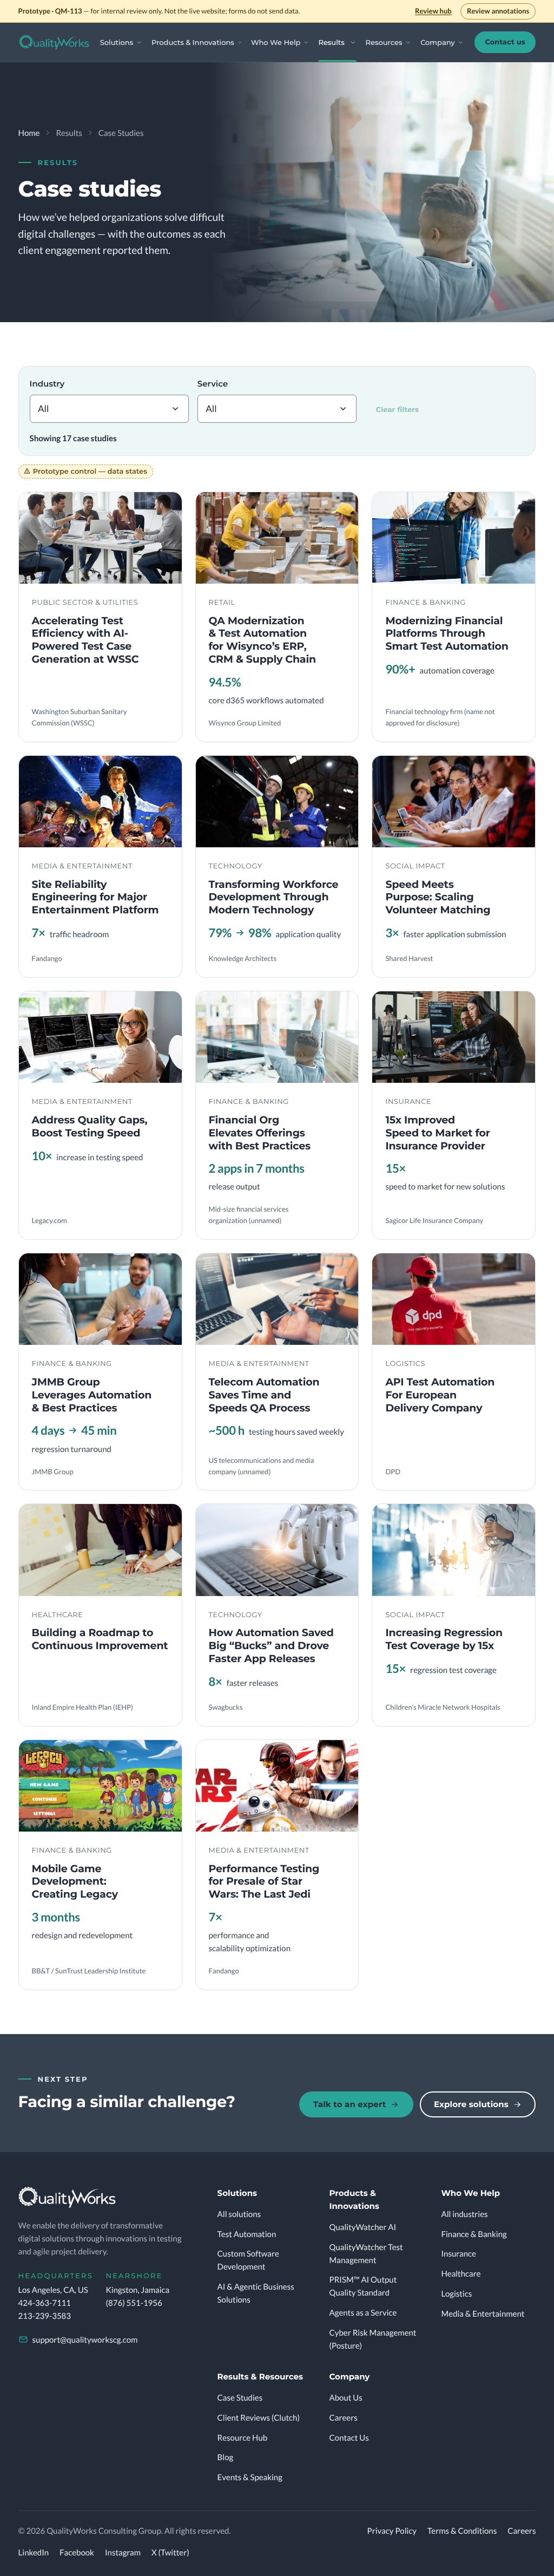 Prototype · QM-113 — for internal review only. Not the live website; forms do not send data.
Review hub
Review annotations
QualityWorks
Solutions
Products & Innovations
Who We Help
Results
Resources
Company
Contact us
Home
Results
Case Studies
RESULTS
Case studies
How we've helped organizations solve difficult
digital challenges — with the outcomes as each
client engagement reported them.
Industry
Service
All
All
Clear filters
Showing 17 case studies
Prototype control — data states
PUBLIC SECTOR & UTILITIES
Accelerating Test
Efficiency with AI-
Powered Test Case
Generation at WSSC
Washington Suburban Sanitary
Commission (WSSC)
RETAIL
QA Modernization
& Test Automation
for Wisynco's ERP,
CRM & Supply Chain
94.5%
core d365 workflows automated
Wisynco Group Limited
FINANCE & BANKING
Modernizing Financial
Platforms Through
Smart Test Automation
90%+ automation coverage
Financial technology firm (name not
approved for disclosure)
MEDIA & ENTERTAINMENT
Site Reliability
Engineering for Major
Entertainment Platform
7× traffic headroom
Fandango
TECHNOLOGY
Transforming Workforce
Development Through
Modern Technology
79% → 98% application quality
Knowledge Architects
SOCIAL IMPACT
Speed Meets
Purpose: Scaling
Volunteer Matching
3× faster application submission
Shared Harvest
MEDIA & ENTERTAINMENT
Address Quality Gaps,
Boost Testing Speed
10× increase in testing speed
Legacy.com
FINANCE & BANKING
Financial Org
Elevates Offerings
with Best Practices
2 apps in 7 months
release output
Mid-size financial services
organization (unnamed)
INSURANCE
15x Improved
Speed to Market for
Insurance Provider
15×
speed to market for new solutions
Sagicor Life Insurance Company
FINANCE & BANKING
JMMB Group
Leverages Automation
& Best Practices
4 days → 45 min
regression turnaround
JMMB Group
MEDIA & ENTERTAINMENT
Telecom Automation
Saves Time and
Speeds QA Process
~500 h testing hours saved weekly
US telecommunications and media
company (unnamed)
dpd
LOGISTICS
API Test Automation
For European
Delivery Company
DPD
HEALTHCARE
Building a Roadmap to
Continuous Improvement
Inland Empire Health Plan (IEHP)
TECHNOLOGY
How Automation Saved
Big “Bucks” and Drove
Faster App Releases
8× faster releases
Swagbucks
SOCIAL IMPACT
Increasing Regression
Test Coverage by 15x
15× regression test coverage
Children's Miracle Network Hospitals
LEGACY
NEW GAME
CONTINUE
SETTINGS
FINANCE & BANKING
Mobile Game
Development:
Creating Legacy
3 months
redesign and redevelopment
BB&T / SunTrust Leadership Institute
MEDIA & ENTERTAINMENT
Performance Testing
for Presale of Star
Wars: The Last Jedi
7×
performance and
scalability optimization
Fandango
NEXT STEP
Facing a similar challenge?
Talk to an expert →
Explore solutions →
QualityWorks
We enable the delivery of transformative
digital solutions through innovations in testing
and agile project delivery.
HEADQUARTERS
Los Angeles, CA, US
424-363-7111
213-239-3583
NEARSHORE
Kingston, Jamaica
(876) 551-1956
support@qualityworkscg.com
Solutions
All solutions
Test Automation
Custom Software
Development
AI & Agentic Business
Solutions
Products &
Innovations
QualityWatcher AI
QualityWatcher Test
Management
PRISM™ AI Output
Quality Standard
Agents as a Service
Cyber Risk Management
(Posture)
Who We Help
All industries
Finance & Banking
Insurance
Healthcare
Logistics
Media & Entertainment
Results & Resources
Case Studies
Client Reviews (Clutch)
Resource Hub
Blog
Events & Speaking
Company
About Us
Careers
Contact Us
© 2026 QualityWorks Consulting Group. All rights reserved.
Privacy Policy
Terms & Conditions
Careers
LinkedIn
Facebook
Instagram
X (Twitter)